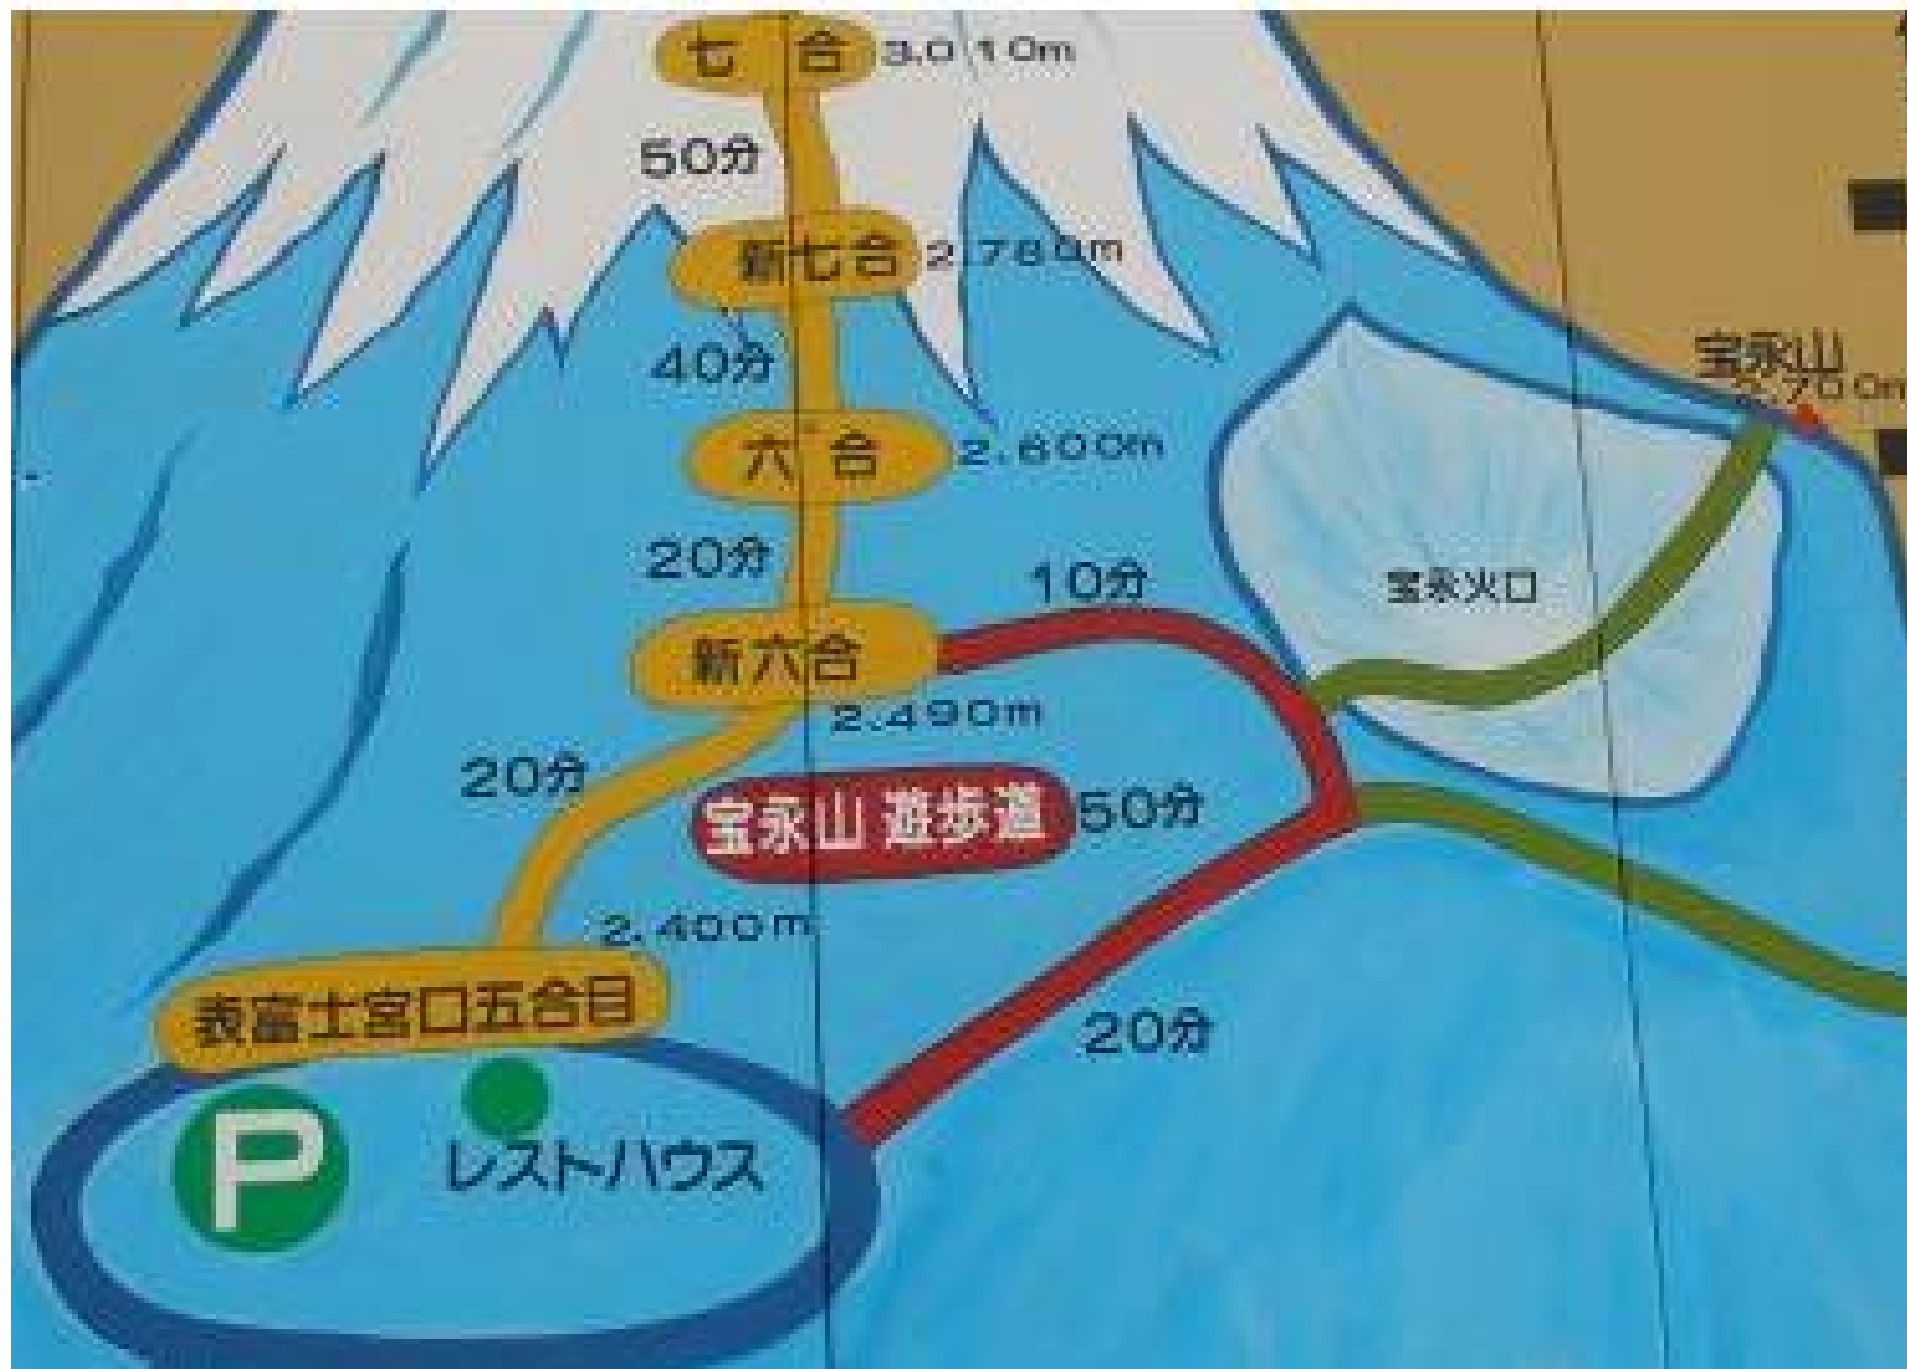 七合 3.010m
50分
新七合 2.780m
40分
宝永山
2.700m
六合 2.600m
20分
10分
宝永火口
新六合
2.490m
20分
宝永山 遊歩道 50分
2.400m
表富士宮口五合目
20分
P
レストハウス